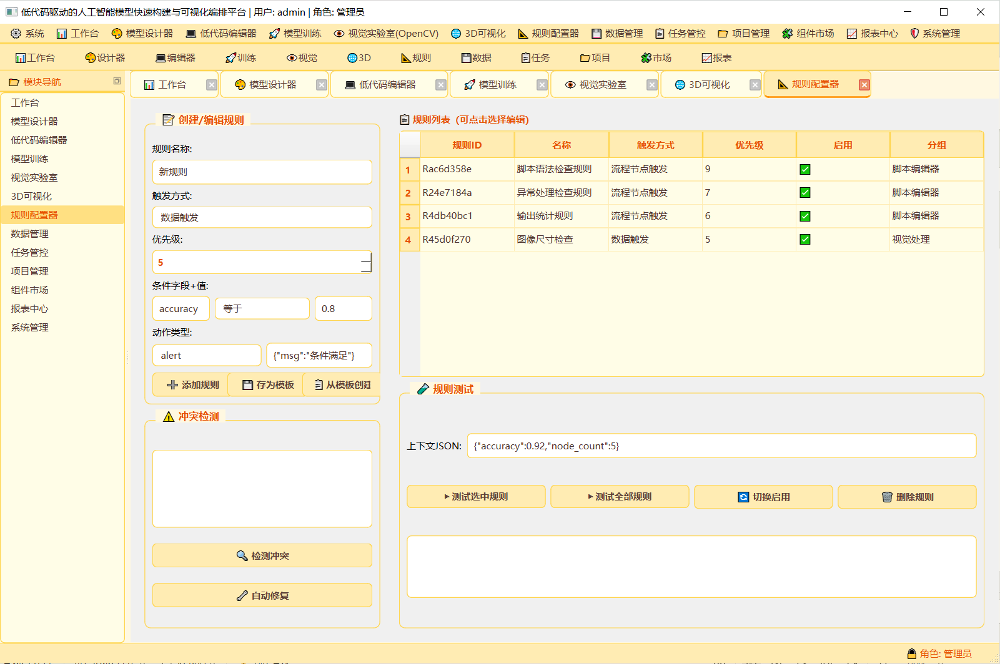 低代码驱动的人工智能模型快速构建与可视化编排平台 | 用户: admin | 角色: 管理员
系统 工作台 模型设计器 低代码编辑器 模型训练 视觉实验室(OpenCV) 3D可视化 规则配置器 数据管理 任务管控 项目管理 组件市场 报表中心 系统管理
工作台 设计器 编辑器 训练 视觉 3D 规则 数据 任务 项目 市场 报表
模块导航
工作台 模型设计器 低代码编辑器 模型训练 视觉实验室 3D可视化 规则配置器
工作台
模型设计器
低代码编辑器
模型训练
视觉实验室
3D可视化
规则配置器
数据管理
任务管控
项目管理
组件市场
报表中心
系统管理
创建/编辑规则
规则名称:
新规则
触发方式:
数据触发
优先级:
5
条件字段+值:
accuracy 等于 0.8
动作类型:
alert {"msg":"条件满足"}
添加规则 存为模板 从模板创建
冲突检测
检测冲突
自动修复
规则列表（可点击选择编辑)
规则ID 名称 触发方式 优先级 启用 分组
1 Rac6d358e 脚本语法检查规则 流程节点触发 9 脚本编辑器
2 R24e7184a 异常处理检查规则 流程节点触发 7 脚本编辑器
3 R4db40bc1 输出统计规则 流程节点触发 6 脚本编辑器
4 R45d0f270 图像尺寸检查 数据触发 5 视觉处理
规则测试
上下文JSON: {"accuracy":0.92,"node_count":5}
测试选中规则 测试全部规则 切换启用 删除规则
角色: 管理员